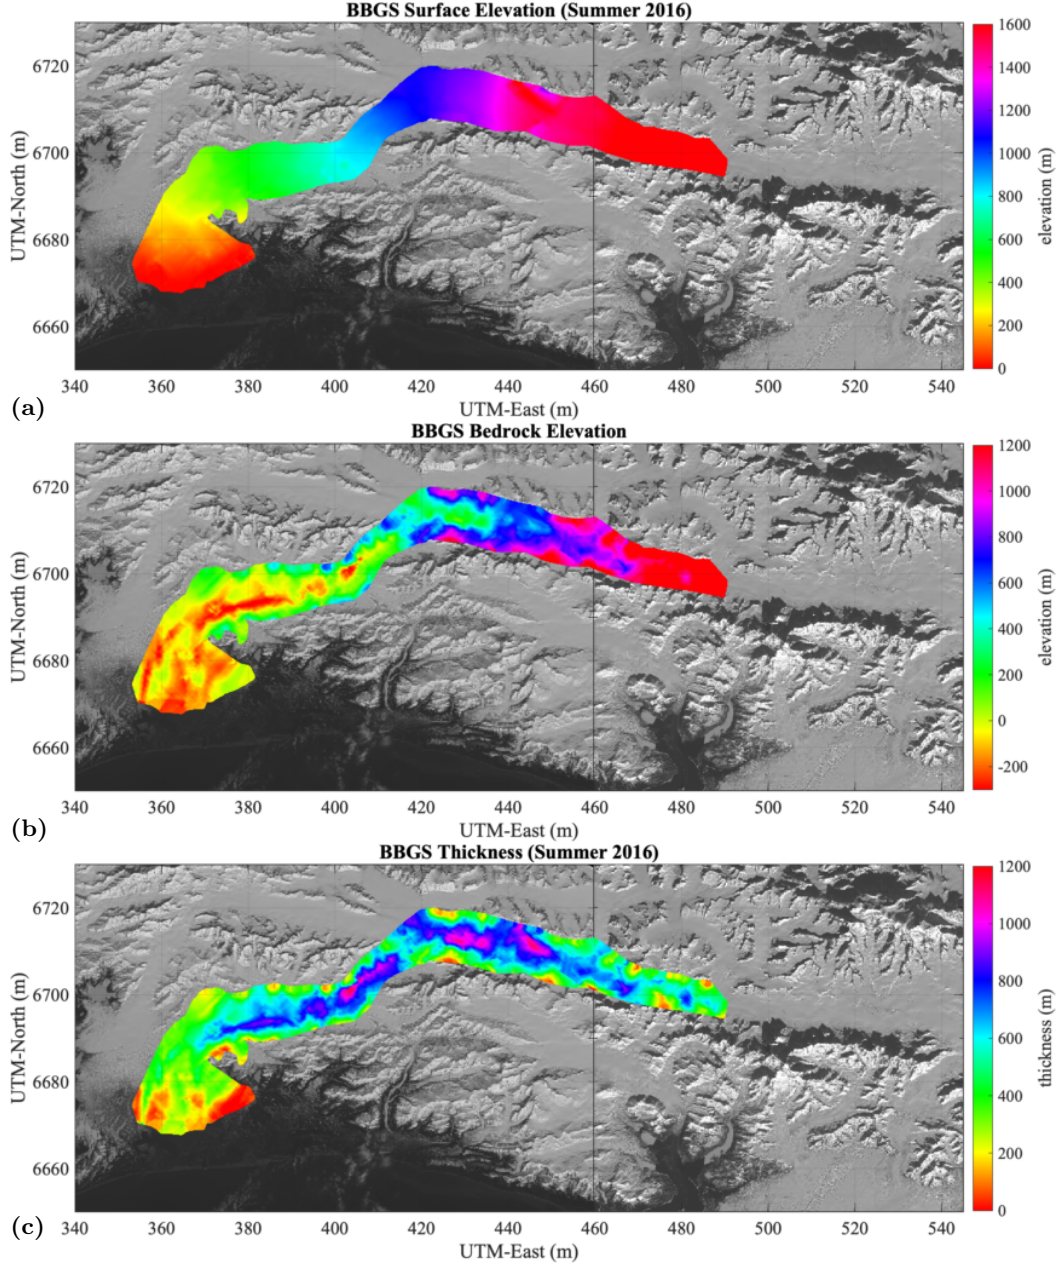 BBGS Surface Elevation (Summer 2016)
1600
1400
1200
1000
800
600
400
200
0
elevation (m)
6720
6700
6680
6660
UTM-North (m)
340 360 380 400 420 440 460 480 500 520 540
UTM-East (m)
(a)
BBGS Bedrock Elevation
1200
1000
800
600
400
200
0
-200
elevation (m)
6720
6700
6680
6660
UTM-North (m)
340 360 380 400 420 440 460 480 500 520 540
UTM-East (m)
(b)
BBGS Thickness (Summer 2016)
1200
1000
800
600
400
200
0
thickness (m)
6720
6700
6680
6660
UTM-North (m)
340 360 380 400 420 440 460 480 500 520 540
UTM-East (m)
(c)